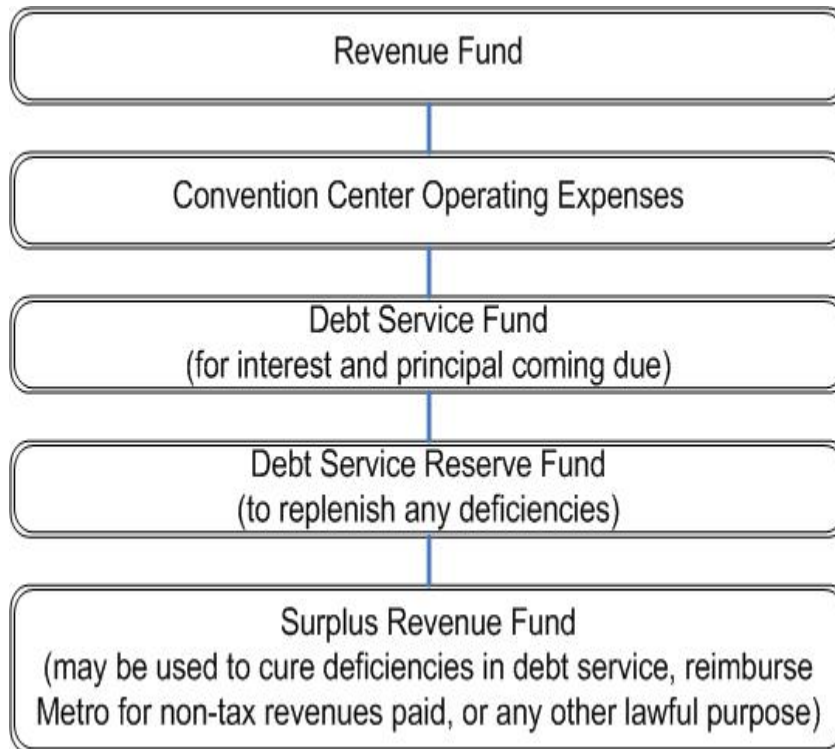 Revenue Fund
Convention Center Operating Expenses
Debt Service Fund
(for interest and principal coming due)
Debt Service Reserve Fund
(to replenish any deficiencies)
Surplus Revenue Fund
(may be used to cure deficiencies in debt service, reimburse
Metro for non-tax revenues paid, or any other lawful purpose)